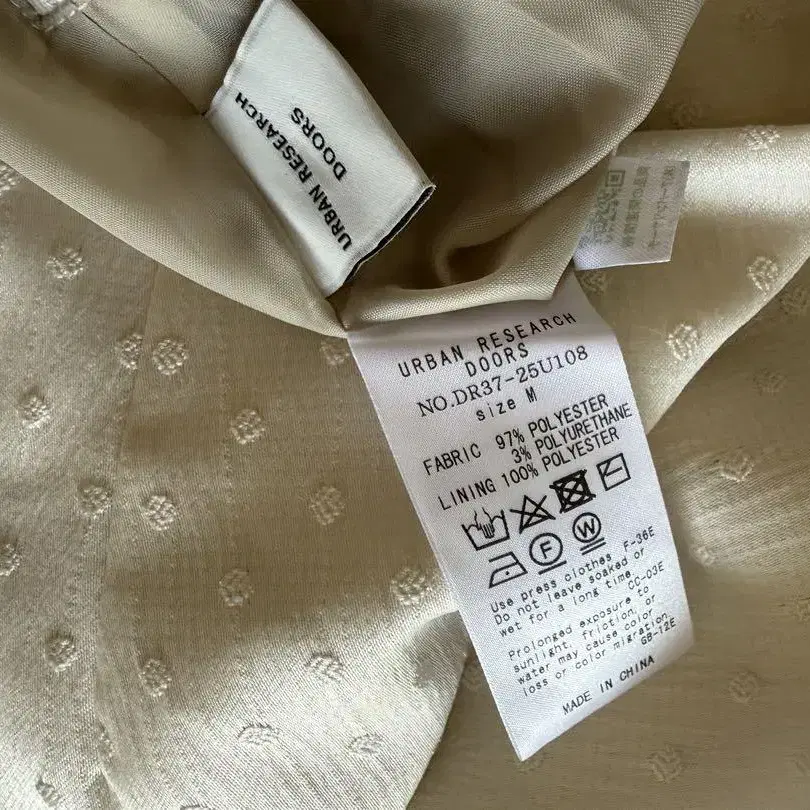 URBAN RESEARCH
DOORS
URBAN RESEARCH
DOORS
NO.DR37-25U108
size M
FABRIC 97% POLYESTER
3% POLYURETHANE
LINING 100% POLYESTER
F
W
Use press clothes F-36E
Do not leave soaked or
wet for a long time.
CC-03E
Prolonged exposure to
sunlight, friction, or
water may cause color
loss or color migration.
GB-12E
MADE IN CHINA